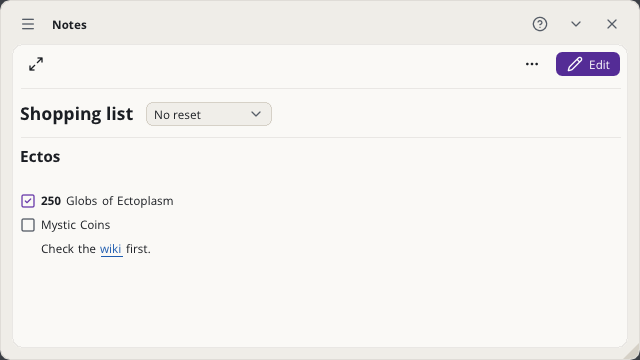 Notes
Edit
Shopping list
No reset
Ectos
250 Globs of Ectoplasm
Mystic Coins
Check the wiki first.